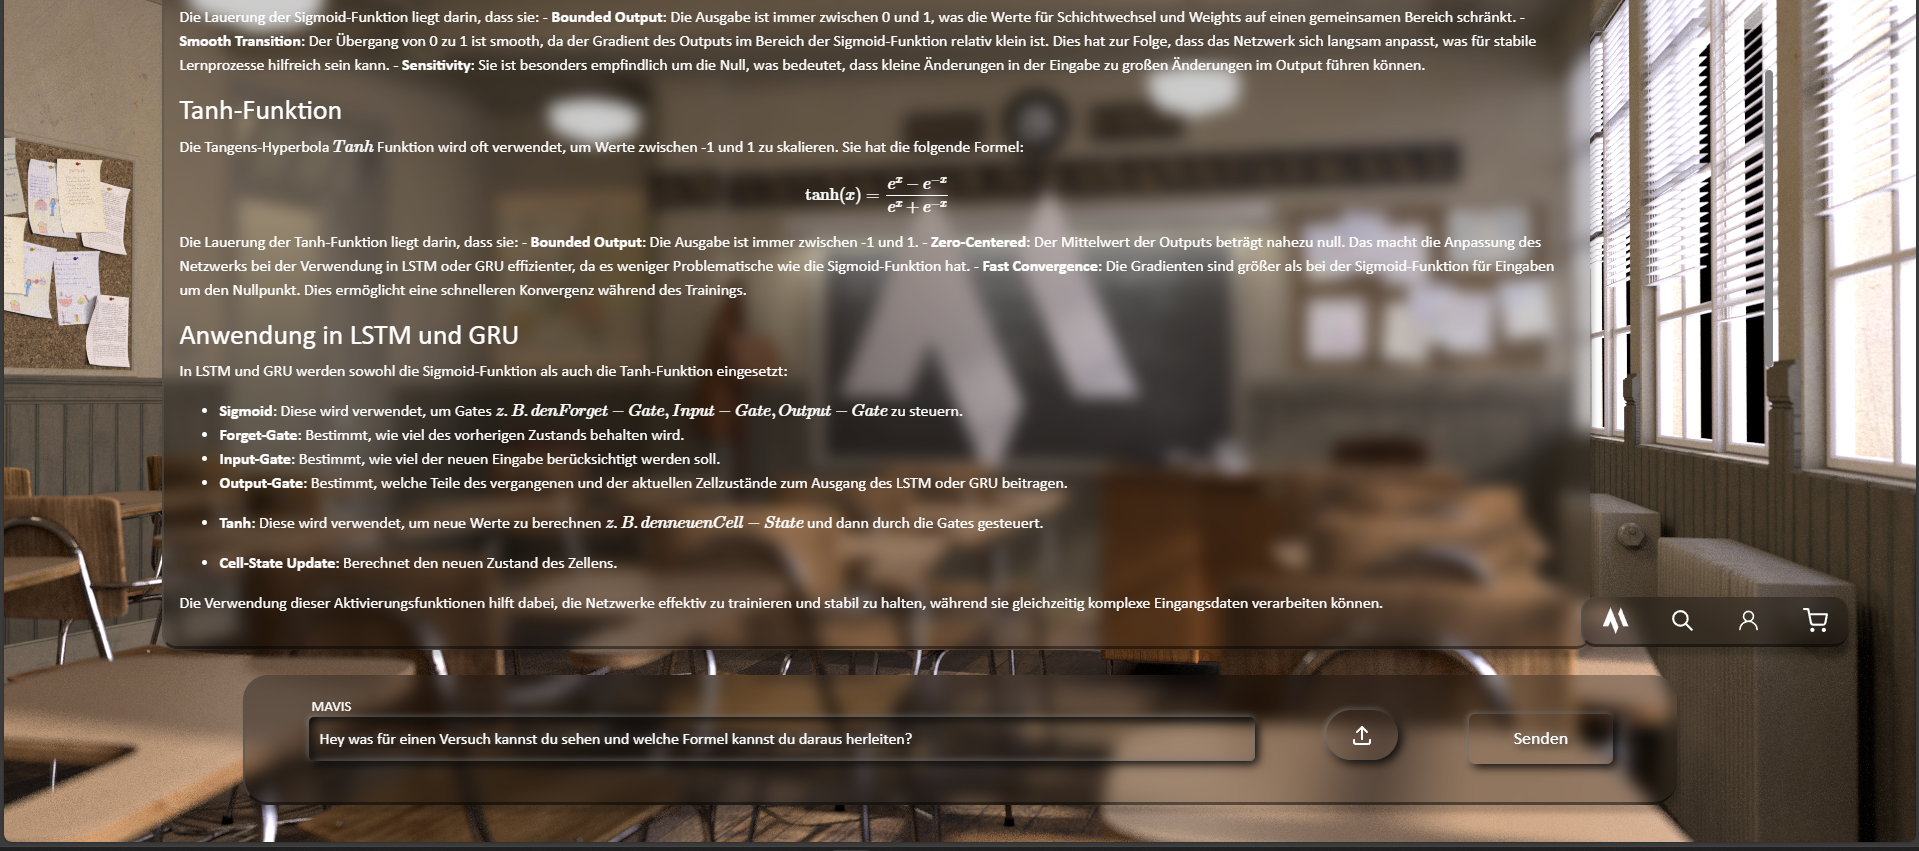 Die Lauerung der Sigmoid-Funktion liegt darin, dass sie: - Bounded Output: Die Ausgabe ist immer zwischen 0 und 1, was die Werte für Schichtwechsel und Weights auf einen gemeinsamen Bereich schränkt. -
Smooth Transition: Der Übergang von 0 zu 1 ist smooth, da der Gradient des Outputs im Bereich der Sigmoid-Funktion relativ klein ist. Dies hat zur Folge, dass das Netzwerk sich langsam anpasst, was für stabile
Lernprozesse hilfreich sein kann. - Sensitivity: Sie ist besonders empfindlich um die Null, was bedeutet, dass kleine Änderungen in der Eingabe zu großen Änderungen im Output führen können.
Tanh-Funktion
Die Tangens-Hyperbola Tanh Funktion wird oft verwendet, um Werte zwischen -1 und 1 zu skalieren. Sie hat die folgende Formel:
tanh(x) = (e^x − e^−x) / (e^x + e^−x)
Die Lauerung der Tanh-Funktion liegt darin, dass sie: - Bounded Output: Die Ausgabe ist immer zwischen -1 und 1. - Zero-Centered: Der Mittelwert der Outputs beträgt nahezu null. Das macht die Anpassung des
Netzwerks bei der Verwendung in LSTM oder GRU effizienter, da es weniger Problematische wie die Sigmoid-Funktion hat. - Fast Convergence: Die Gradienten sind größer als bei der Sigmoid-Funktion für Eingaben
um den Nullpunkt. Dies ermöglicht eine schnelleren Konvergenz während des Trainings.
Anwendung in LSTM und GRU
In LSTM und GRU werden sowohl die Sigmoid-Funktion als auch die Tanh-Funktion eingesetzt:
• Sigmoid: Diese wird verwendet, um Gates z.B.denForget − Gate, Input − Gate, Output − Gate zu steuern.
• Forget-Gate: Bestimmt, wie viel des vorherigen Zustands behalten wird.
• Input-Gate: Bestimmt, wie viel der neuen Eingabe berücksichtigt werden soll.
• Output-Gate: Bestimmt, welche Teile des vergangenen und der aktuellen Zellzustände zum Ausgang des LSTM oder GRU beitragen.
• Tanh: Diese wird verwendet, um neue Werte zu berechnen z.B.denneuenCell − State und dann durch die Gates gesteuert.
• Cell-State Update: Berechnet den neuen Zustand des Zellens.
Die Verwendung dieser Aktivierungsfunktionen hilft dabei, die Netzwerke effektiv zu trainieren und stabil zu halten, während sie gleichzeitig komplexe Eingangsdaten verarbeiten können.
MAVIS
Hey was für einen Versuch kannst du sehen und welche Formel kannst du daraus herleiten?
Senden